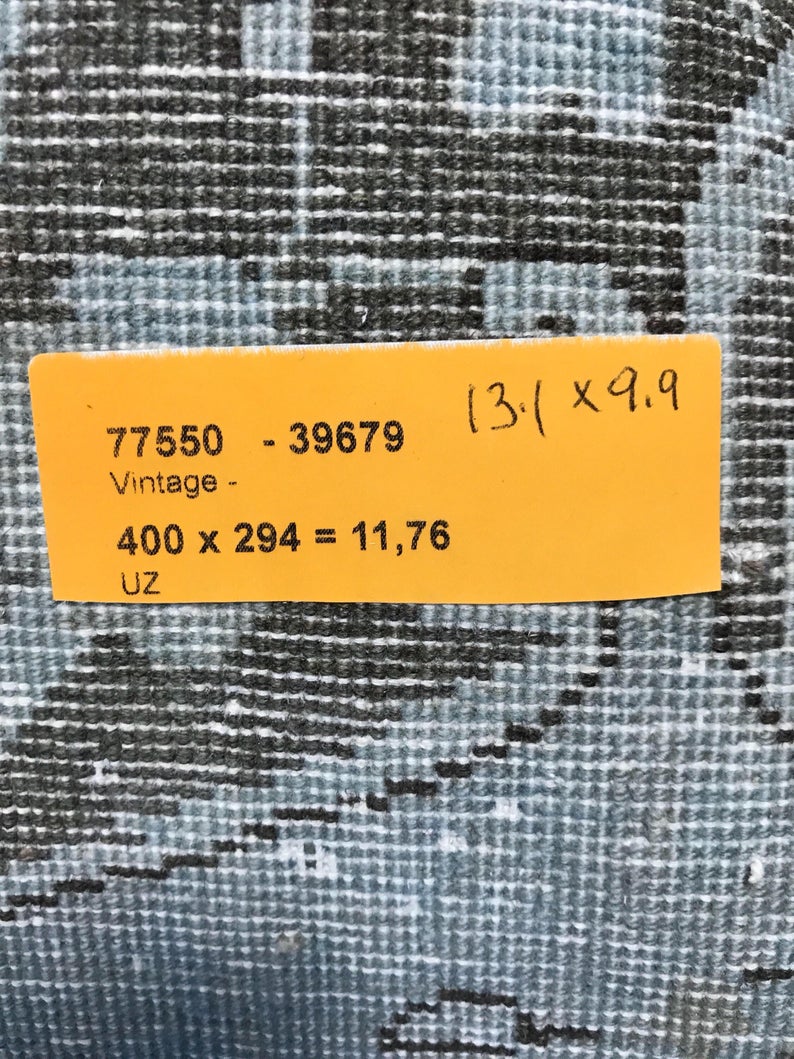 13.1 x 9.9
77550 - 39679
Vintage -
400 x 294 = 11,76
UZ